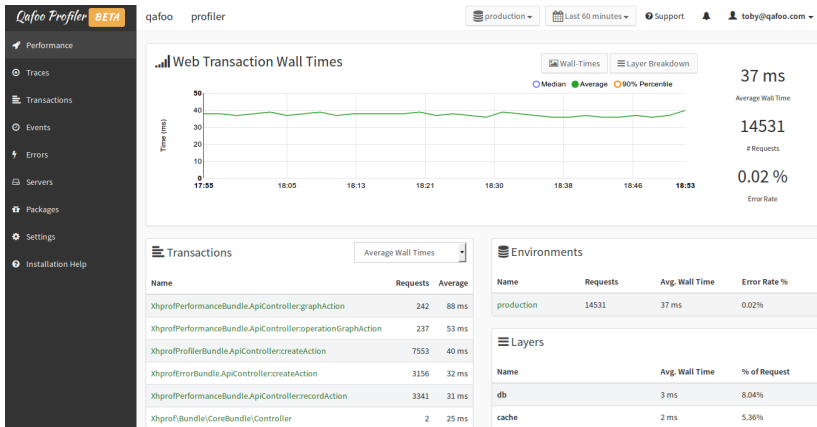 Qafoo Profiler BETA
qafoo profiler
production
Last 60 minutes
Support
toby@qafoo.com
Performance
Traces
Transactions
Events
Errors
Servers
Packages
Settings
Installation Help
Web Transaction Wall Times
Wall-Times
Layer Breakdown
Median Average 90% Percentile
Time (ms)
50
40
30
20
10
0
17:55 18:05 18:13 18:21 18:30 18:38 18:46 18:53
37 ms
Average Wall Time
14531
# Requests
0.02 %
Error Rate
Transactions
Average Wall Times
Name Requests Average
XhprofPerformanceBundle.ApiController:graphAction 242 88 ms
XhprofPerformanceBundle.ApiController:operationGraphAction 237 53 ms
XhprofProfilerBundle.ApiController:createAction 7553 40 ms
XhprofErrorBundle.ApiController:createAction 3156 32 ms
XhprofPerformanceBundle.ApiController:recordAction 3341 31 ms
Xhprof\Bundle\CoreBundle\Controller 2 25 ms
Environments
Name Requests Avg. Wall Time Error Rate %
production 14531 37 ms 0.02%
Layers
Name Avg. Wall Time % of Request
db 3 ms 8.04%
cache 2 ms 5.36%